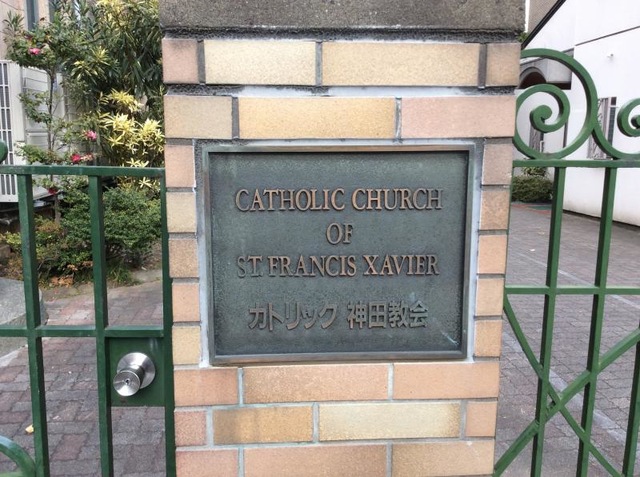 CATHOLIC CHURCH
OF
ST. FRANCIS XAVIER
カトリック 神田教会